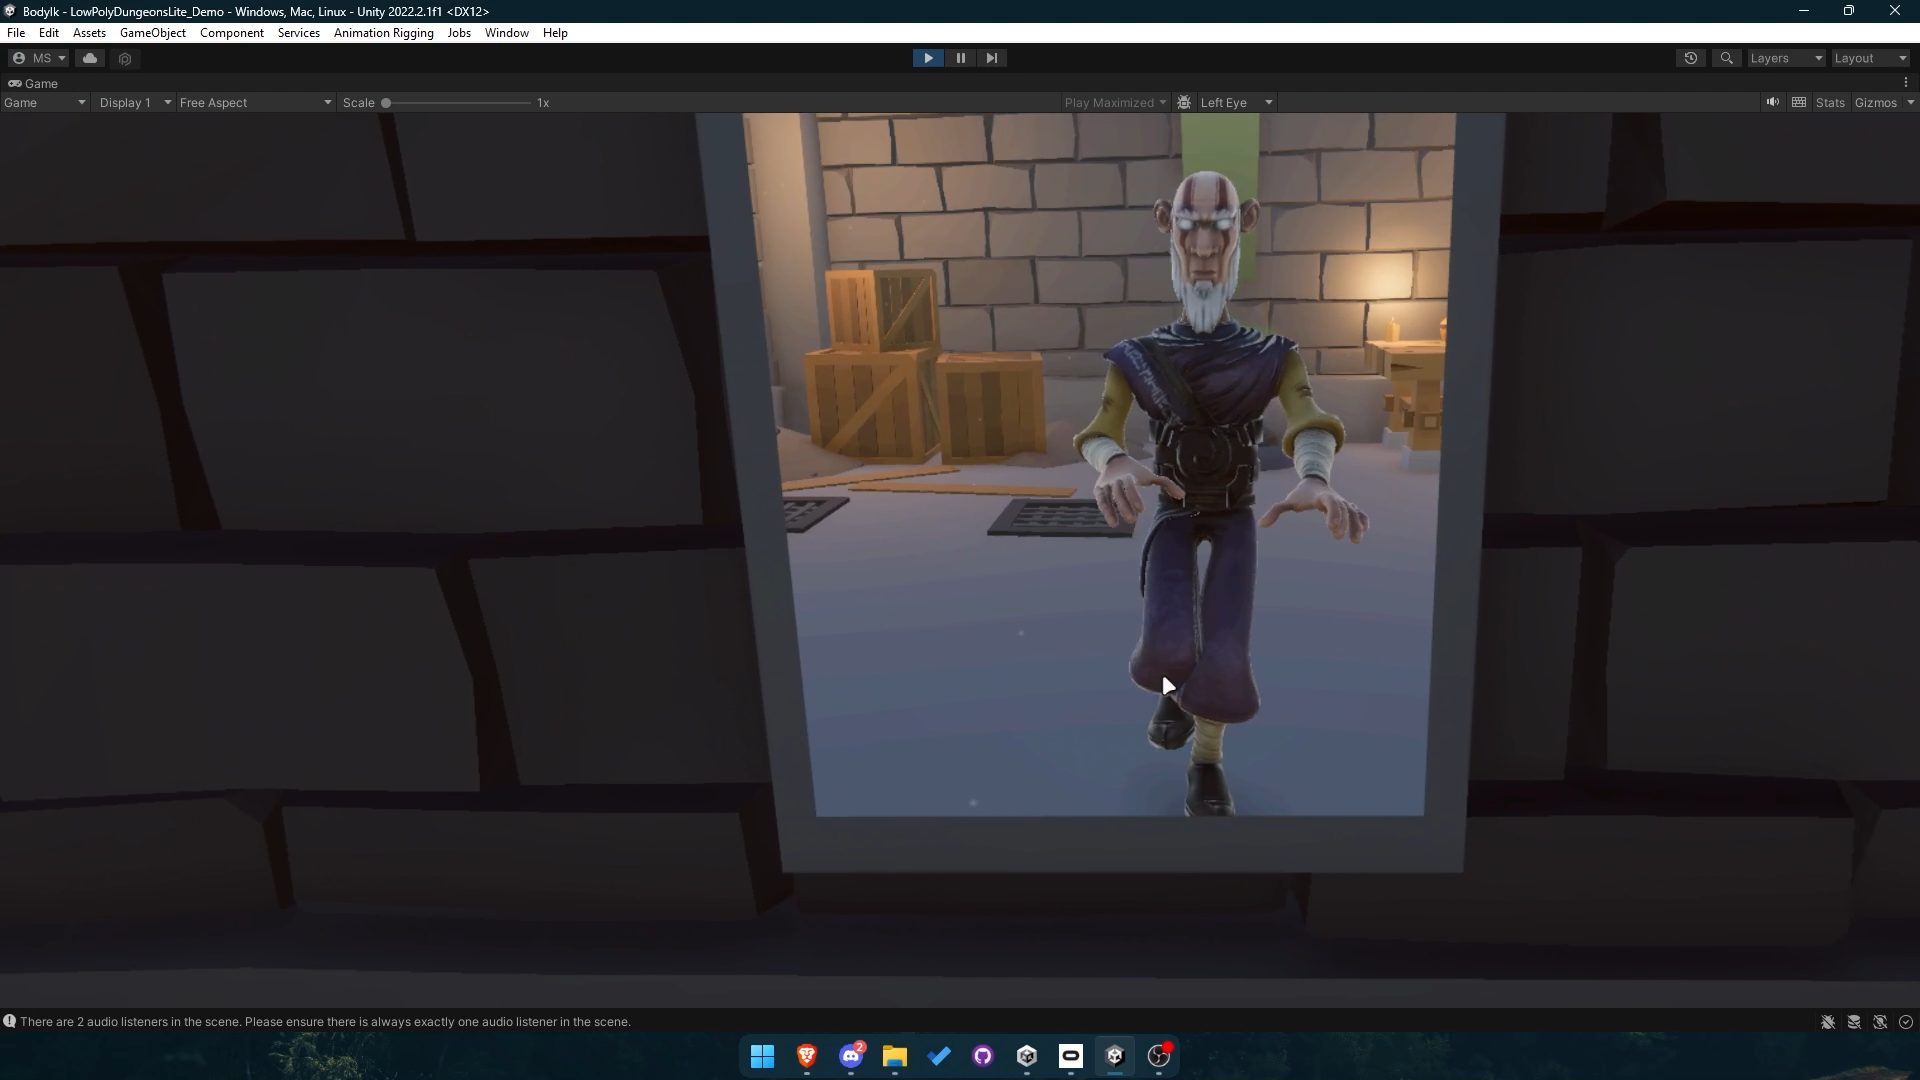 BodyIk - LowPolyDungeonsLite_Demo - Windows, Mac, Linux - Unity 2022.2.1f1 <DX12>
File Edit Assets GameObject Component Services Animation Rigging Jobs Window Help
MS Layers Layout
Game
Game Display 1 Free Aspect Scale 1x Play Maximized Left Eye Stats Gizmos
There are 2 audio listeners in the scene. Please ensure there is always exactly one audio listener in the scene.
2